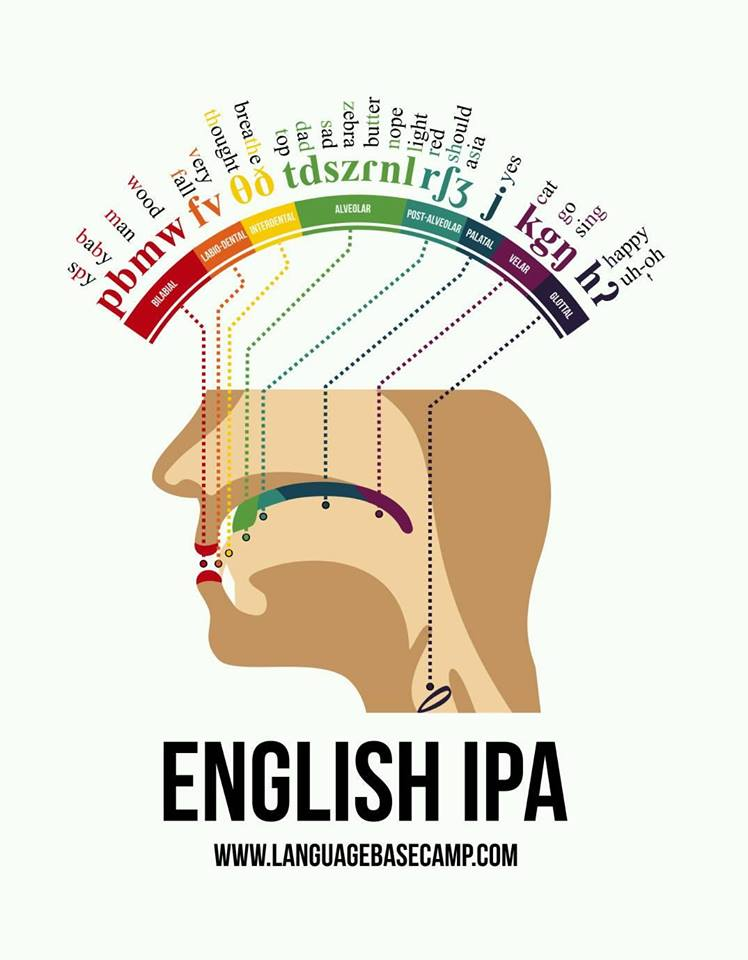 spy
baby
man
wood
fall
very
thought
breathe
top
dad
sad
zebra
butter
nope
light
red
should
asia
yes
cat
go
sing
happy
uh-oh
pbmw
fv
θð
tdszɾnl
rʃʒ
j
kgŋ
hʔ
BILABIAL
LABIO-DENTAL
INTERDENTAL
ALVEOLAR
POST-ALVEOLAR
PALATAL
VELAR
GLOTTAL
ENGLISH IPA
WWW.LANGUAGEBASECAMP.COM